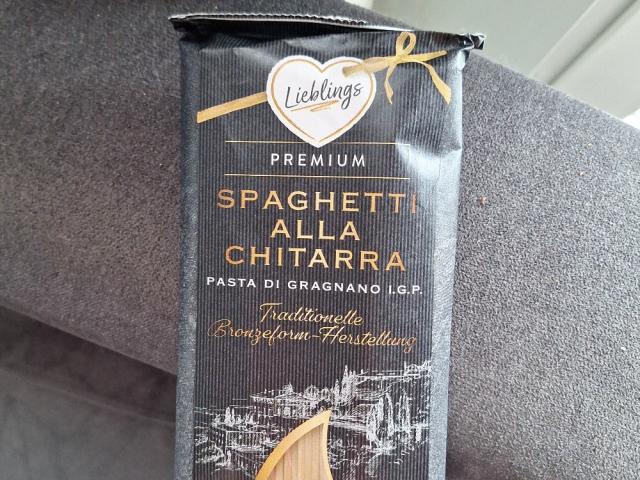 Lieblings
PREMIUM
SPAGHETTI
ALLA
CHITARRA
PASTA DI GRAGNANO I.G.P.
Traditionelle
Bronzeform-Herstellung